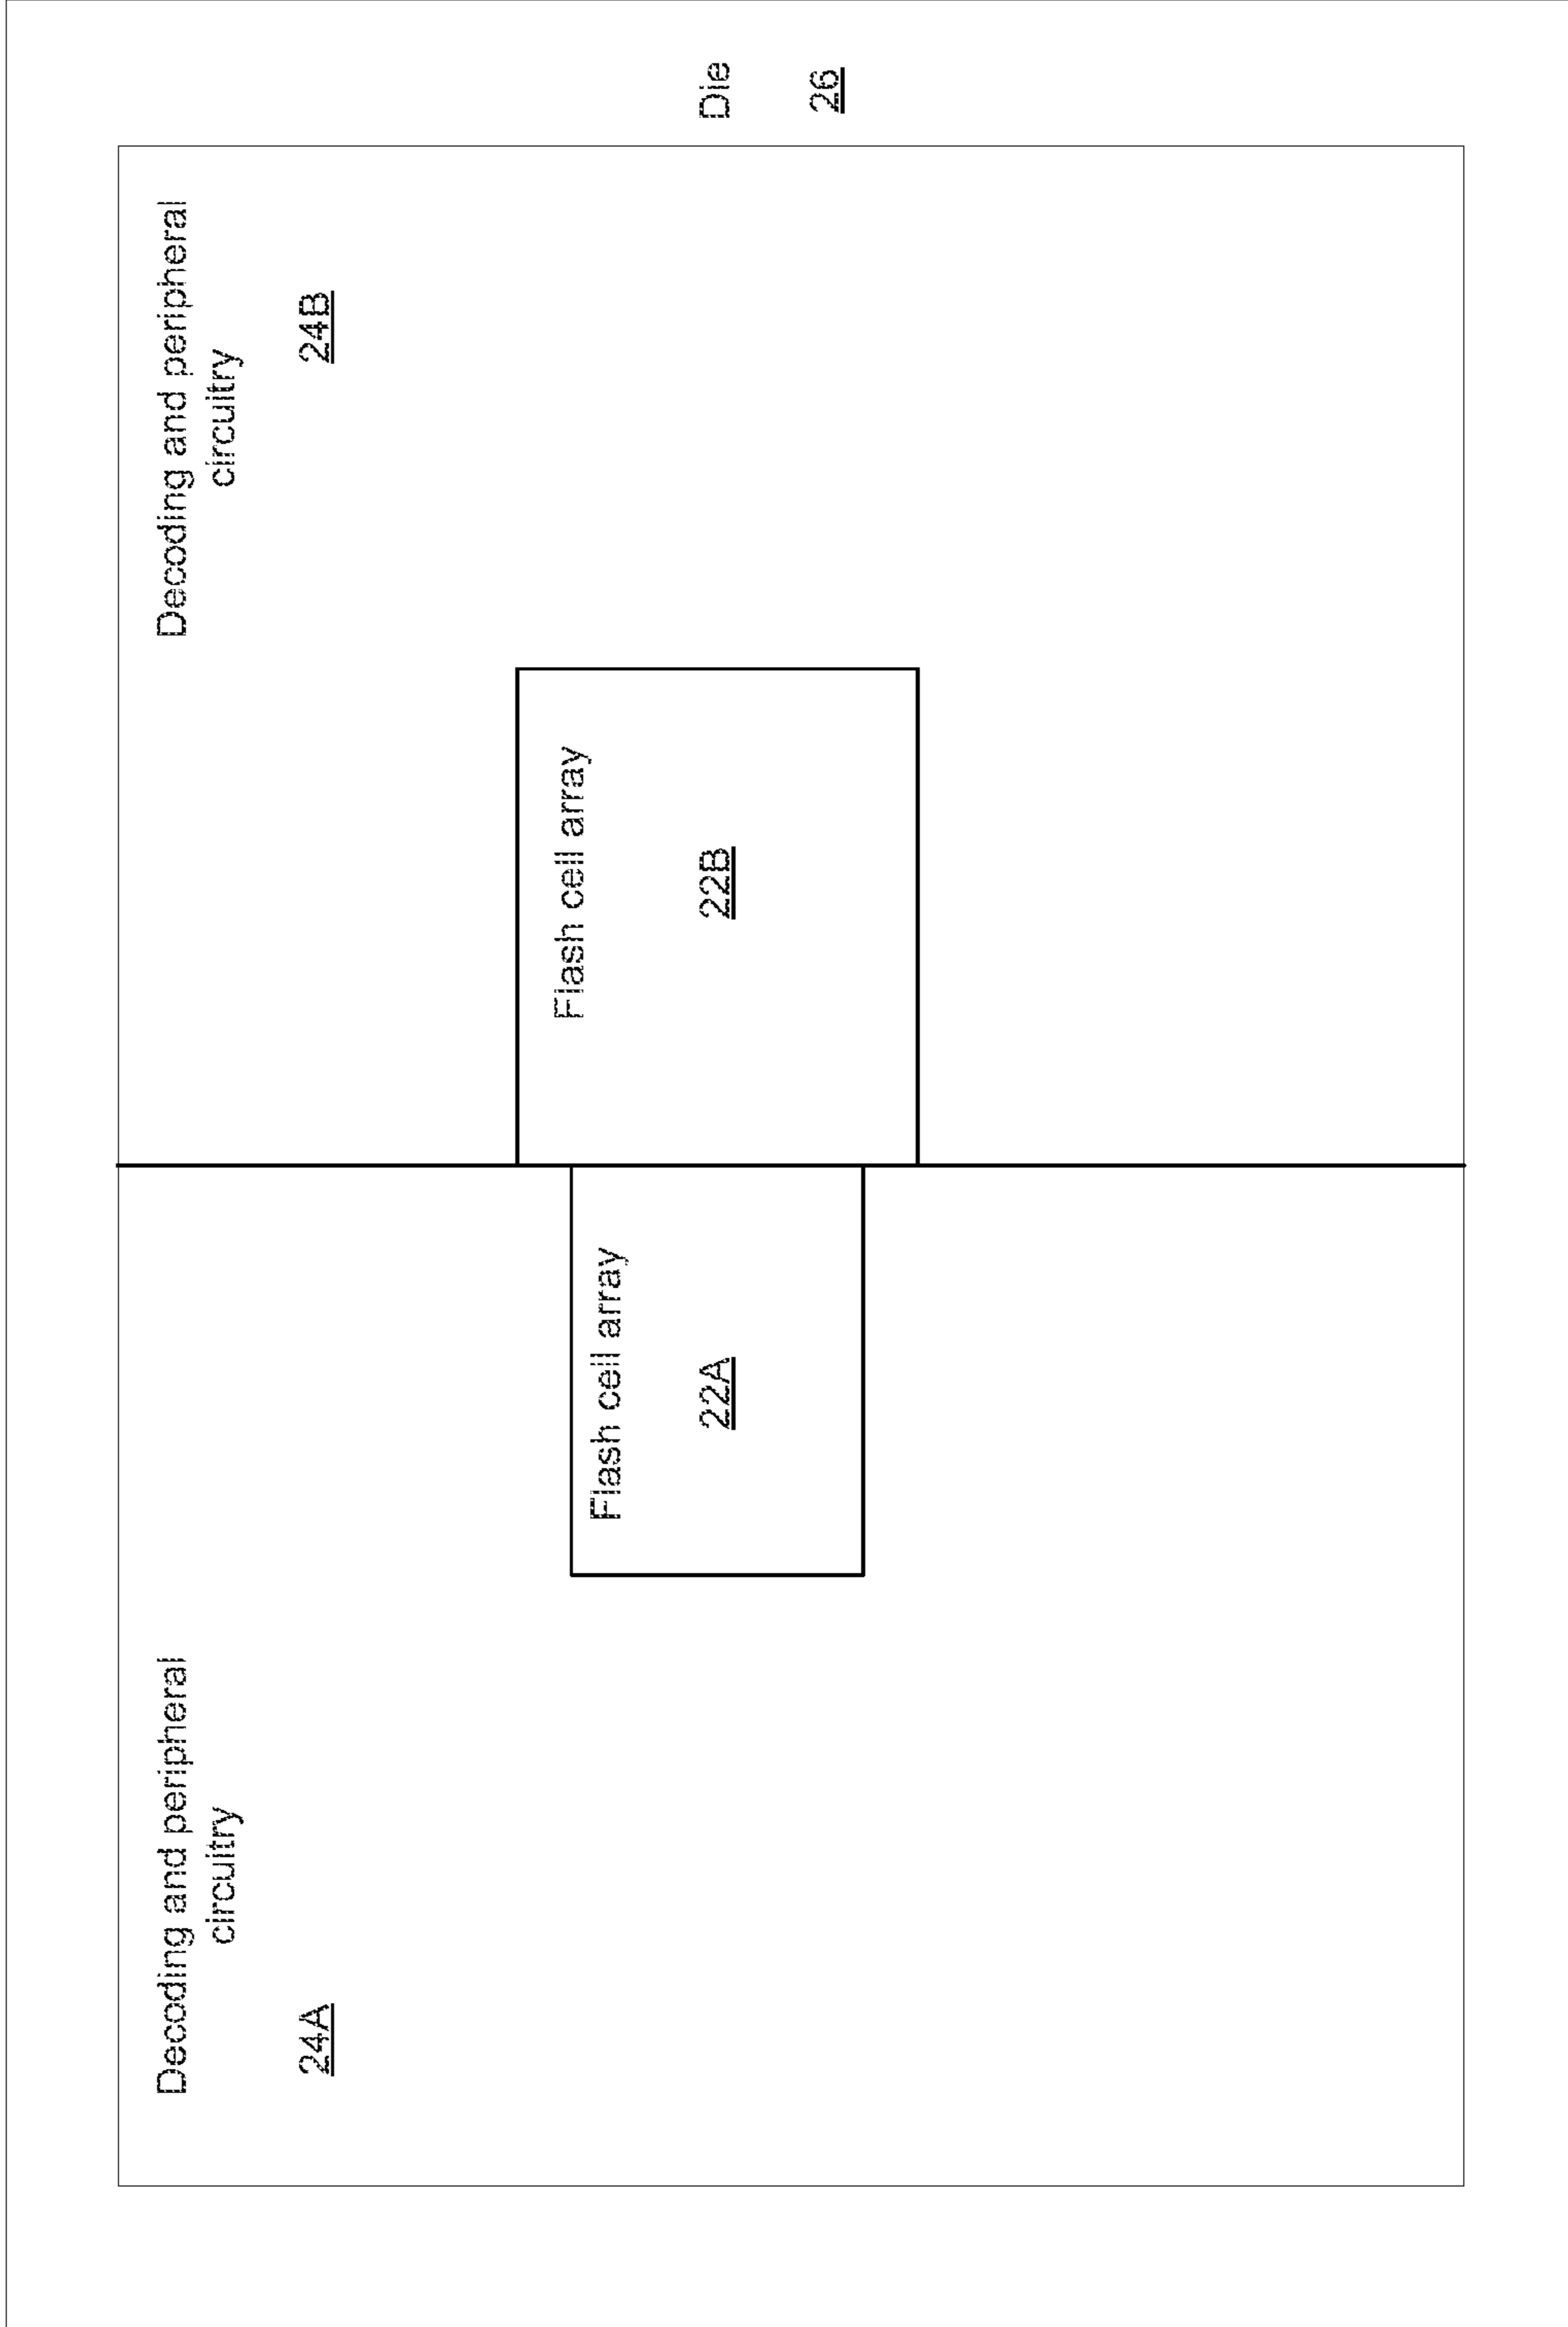 Decoding and peripheral
circuitry
24A
Decoding and peripheral
circuitry
24B
Flash cell array
22A
Flash cell array
22B
Die
26